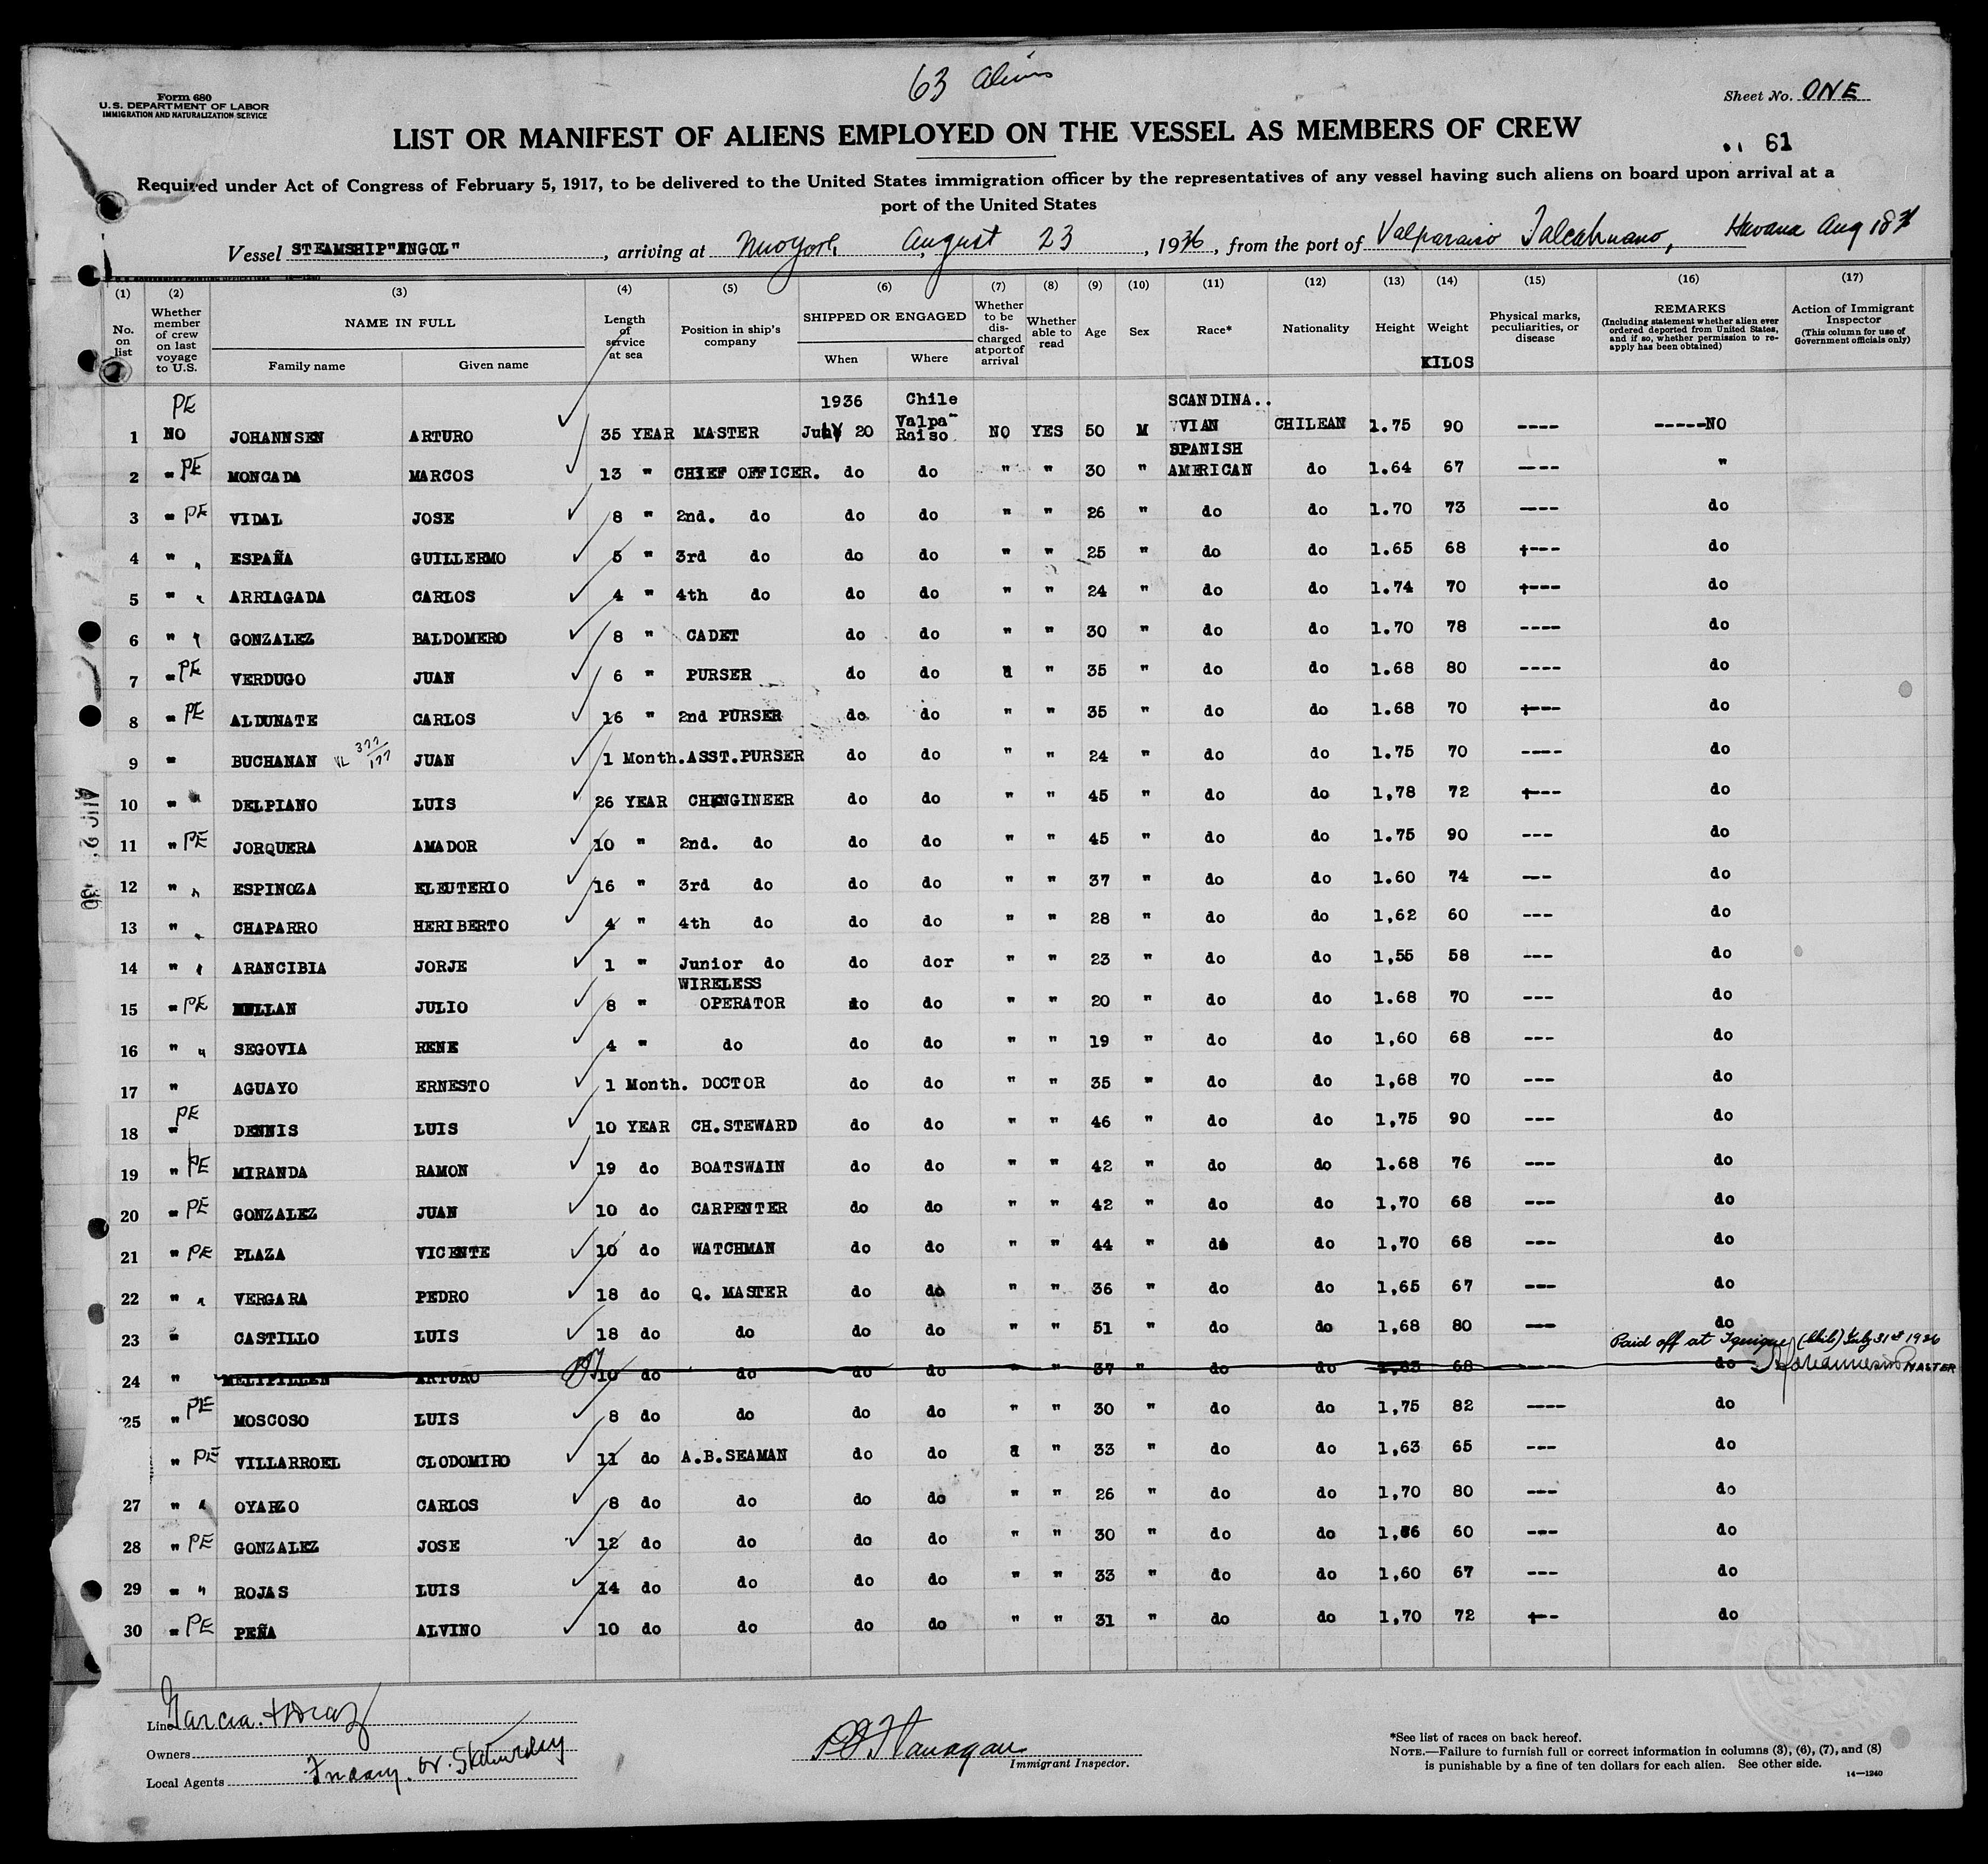 63 Aliens
Form 680
U.S. DEPARTMENT OF LABOR
IMMIGRATION AND NATURALIZATION SERVICE
Sheet No. ONE
LIST OR MANIFEST OF ALIENS EMPLOYED ON THE VESSEL AS MEMBERS OF CREW
61
Required under Act of Congress of February 5, 1917, to be delivered to the United States immigration officer by the representatives of any vessel having such aliens on board upon arrival at a
port of the United States
Vessel STEAMSHIP "ANGOL", arriving at New York, August 23, 1936, from the port of Valparaiso Talcahuano, Havana Aug 18
(1) (2) (3) (4) (5) (6) (7) (8) (9) (10) (11) (12) (13) (14) (15) (16) (17)
No. on list
Whether member of crew on last voyage to U.S.
NAME IN FULL
Family name
Given name
Length of service at sea
Position in ship's company
SHIPPED OR ENGAGED
When
Where
Whether to be discharged at port of arrival
Whether able to read
Age
Sex
Race*
Nationality
Height
Weight
KILOS
Physical marks, peculiarities, or disease
REMARKS
(Including statement whether alien ever ordered deported from United States, and if so, whether permission to reapply has been obtained)
Action of Immigrant Inspector
(This column for use of Government officials only)
PE 1936 Chile SCANDINA..
1 NO JOHANNSEN ARTURO 35 YEAR MASTER July 20 Valpa-Raiso NO YES 50 M VIAN CHILEAN 1.75 90 ---- -----NO
2 " PE MONCADA MARCOS 13 " CHIEF OFFICER. do do " " 30 " SPANISH AMERICAN do 1.64 67 ---- "
3 " PE VIDAL JOSE 8 " 2nd. do do do " " 26 " do do 1.70 73 ---- do
4 " " ESPAÑA GUILLERMO 5 " 3rd do do do " " 25 " do do 1.65 68 ---- do
5 " " ARRIAGADA CARLOS 4 " 4th do do do " " 24 " do do 1.74 70 ---- do
6 " " GONZALEZ BALDOMERO 8 " CADET do do " " 30 " do do 1.70 78 ---- do
7 " PE VERDUGO JUAN 6 " PURSER do do " " 35 " do do 1.68 80 ---- do
8 " PE ALDUNATE CARLOS 16 " 2nd PURSER do do " " 35 " do do 1.68 70 ---- do
9 " BUCHANAN VL 377/177 JUAN 1 Month. ASST.PURSER do do " " 24 " do do 1.75 70 ---- do
10 " " DELPIANO LUIS 26 YEAR CHENGINEER do do " " 45 " do do 1,78 72 ---- do
11 " PE JORQUERA AMADOR 10 " 2nd. do do do " " 45 " do do 1.75 90 --- do
12 " " ESPINOZA ELEUTERIO 16 " 3rd do do do " " 37 " do do 1.60 74 --- do
13 " " CHAPARRO HERIBERTO 4 " 4th do do do " " 28 " do do 1,62 60 --- do
14 " " ARANCIBIA JORJE 1 " Junior do do dor " " 23 " do do 1,55 58 --- do
WIRELESS
15 " PE MELLAN JULIO 8 " OPERATOR do do " " 20 " do do 1.68 70 --- do
16 " " SEGOVIA RENE 4 " do do do " " 19 " do do 1,60 68 --- do
17 " AGUAYO ERNESTO 1 Month. DOCTOR do do " " 35 " do do 1,68 70 --- do
18 " PE DENNIS LUIS 10 YEAR CH.STEWARD do do " " 46 " do do 1,75 90 --- do
19 " PE MIRANDA RAMON 19 do BOATSWAIN do do " " 42 " do do 1.68 76 --- do
20 " PE GONZALEZ JUAN 10 do CARPENTER do do " " 42 " do do 1,70 68 --- do
21 " PE PLAZA VICENTE 10 do WATCHMAN do do " " 44 " do do 1,70 68 --- do
22 " " VERGARA PEDRO 18 do Q. MASTER do do " " 36 " do do 1,65 67 --- do
23 " CASTILLO LUIS 18 do do do do " " 51 " do do 1,68 80 --- do
Paid off at Iquique (Chile) July 31st 1936
24 " MELIPILLEN ARTURO 10 do do do do " " 37 " do do 1,63 68 do AJohannsen MASTER
25 " PE MOSCOSO LUIS 8 do do do do " " 30 " do do 1,75 82 ---- do
" PE VILLARROEL CLODOMIRO 11 do A.B.SEAMAN do do " " 33 " do do 1,63 65 --- do
27 " " OYARZO CARLOS 8 do do do do " " 26 " do do 1,70 80 --- do
28 " PE GONZALEZ JOSE 12 do do do do " " 30 " do do 1,66 60 --- do
29 " " ROJAS LUIS 14 do do do do " " 33 " do do 1,60 67 --- do
30 " PE PEÑA ALVINO 10 do do do do " " 31 " do do 1,70 72 --- do
Line Garcia & Diaz
Owners
Local Agents Friday or Saturday
Immigrant Inspector.
*See list of races on back hereof.
NOTE.—Failure to furnish full or correct information in columns (3), (6), (7), and (8)
is punishable by a fine of ten dollars for each alien. See other side.
14—1240